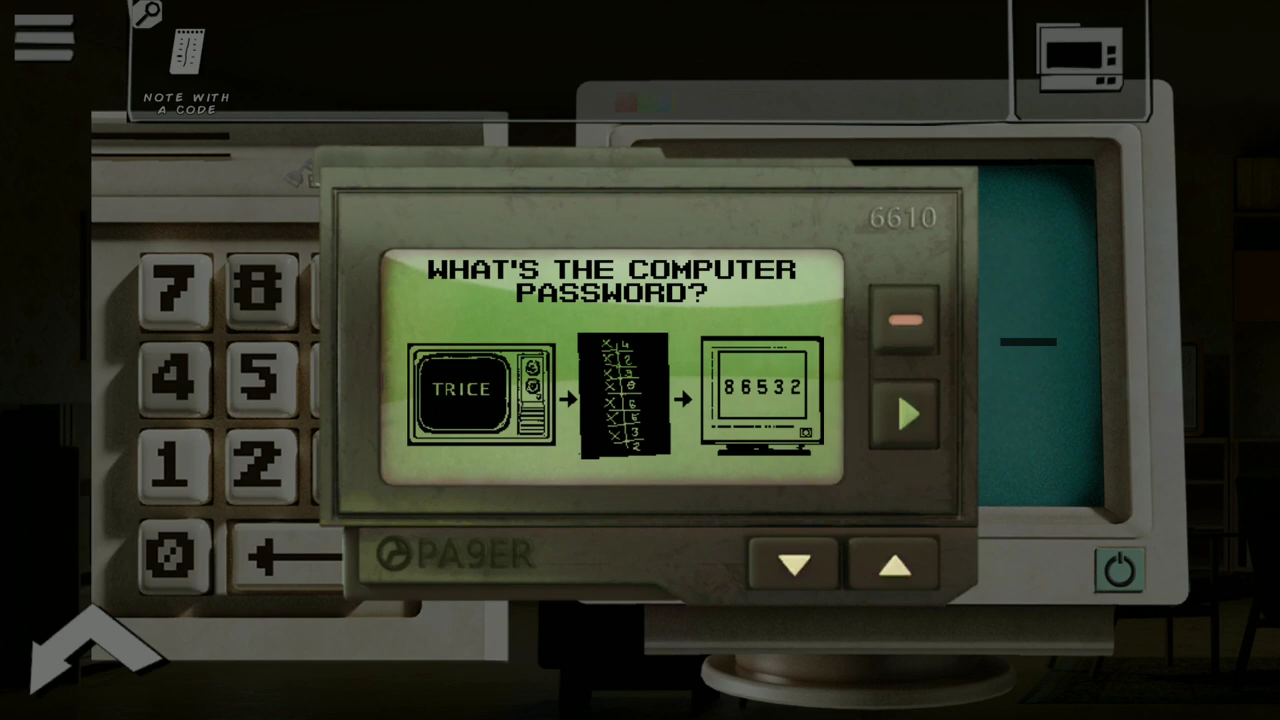 NOTE WITH
A CODE
6610
WHAT'S THE COMPUTER
PASSWORD?
TRICE
86532
7 8
4 5
1 2
0
PA9ER